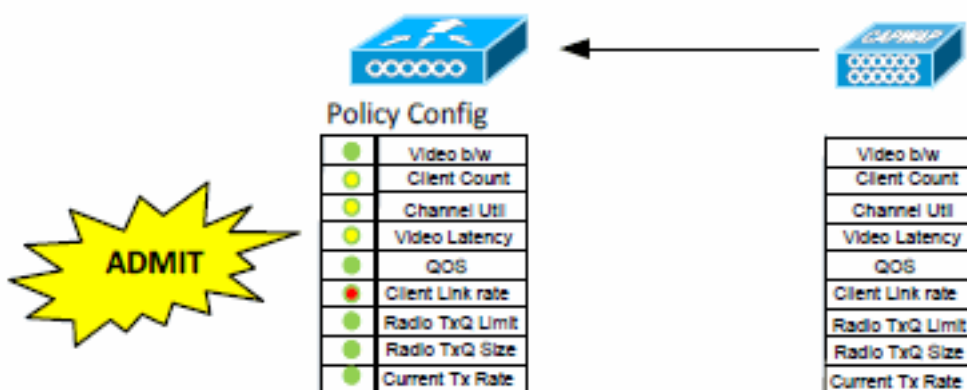 CAPWAP
Policy Config
Video b/w
Client Count
Channel Util
Video Latency
QOS
Client Link rate
Radio TxQ Limit
Radio TxQ Size
Current Tx Rate
ADMIT
Video b/w
Client Count
Channel Util
Video Latency
QOS
Client Link rate
Radio TxQ Limit
Radio TxQ Size
Current Tx Rate